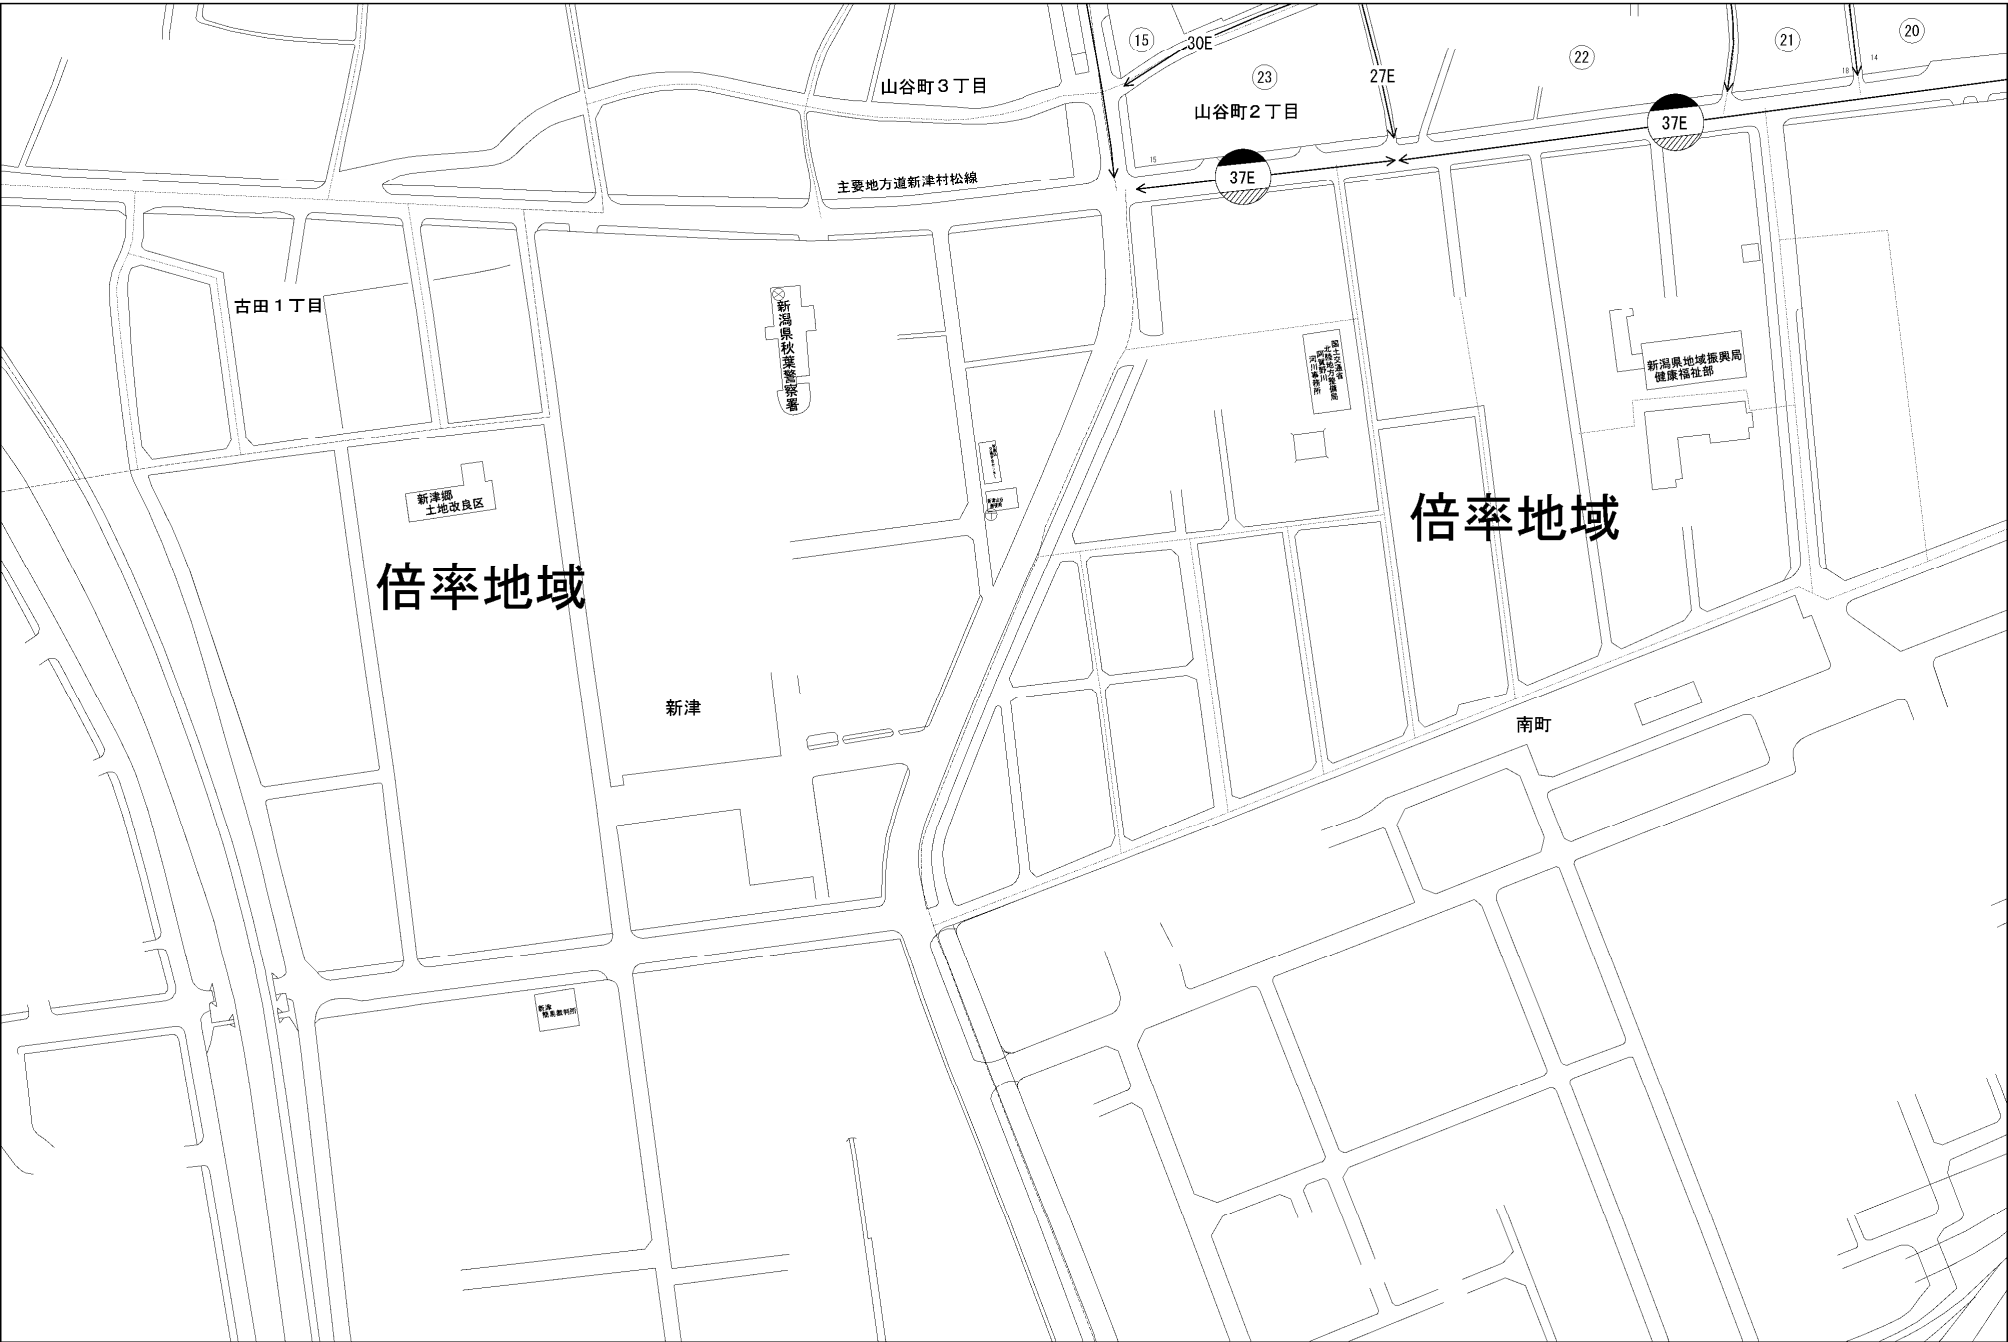 20
15
21
30E
22
14
18
23
27E
山谷町3丁目
山谷町2丁目
37E
15
37E
主要地方道新津村松線
古田1丁目
新潟県秋葉警察署
国土交通省
北陸地方整備局
阿賀野川
河川事務所
新潟県地域振興局
健康福祉部
新津郷
土地改良区
倍率地域
倍率地域
新津
南町
新津
簡易裁判所